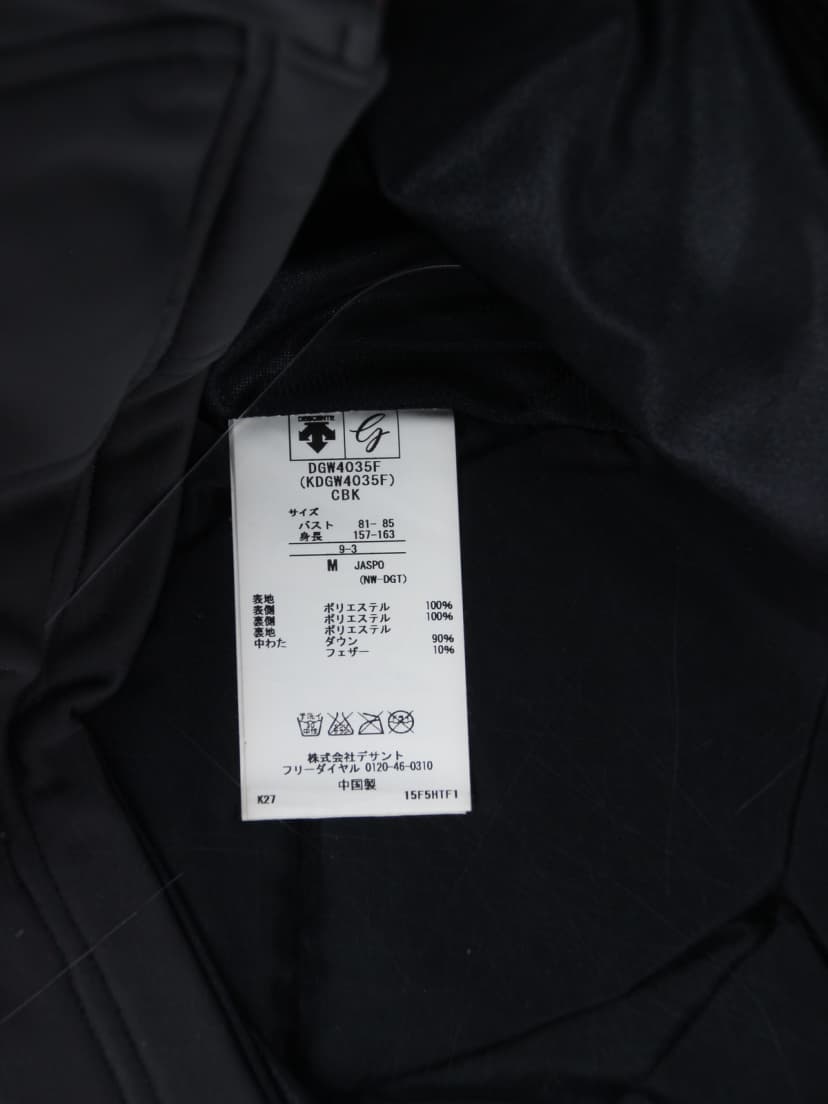 DESCENTE
DGW4035F
(KDGW4035F)
CBK
サイズ
バスト 81- 85
身長 157-163
9-3
M JASPO
(NW-DGT)
表地
表側 ポリエステル 100%
裏側 ポリエステル 100%
裏地 ポリエステル
中わた ダウン 90%
フェザー 10%
株式会社デサント
フリーダイヤル 0120-46-0310
中国製
K27 15F5HTF1